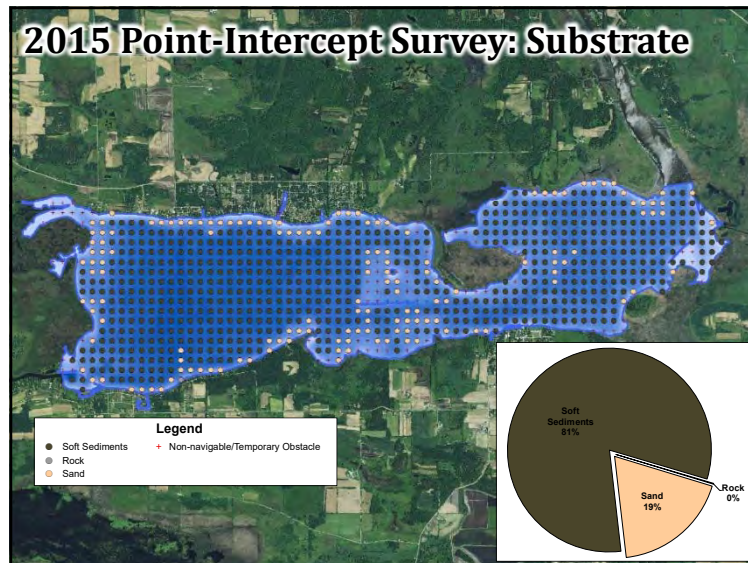 2015 Point-Intercept Survey: Substrate
Legend
Soft Sediments
Non-navigable/Temporary Obstacle
Rock
Sand
Soft
Sediments
81%
Sand
19%
Rock
0%